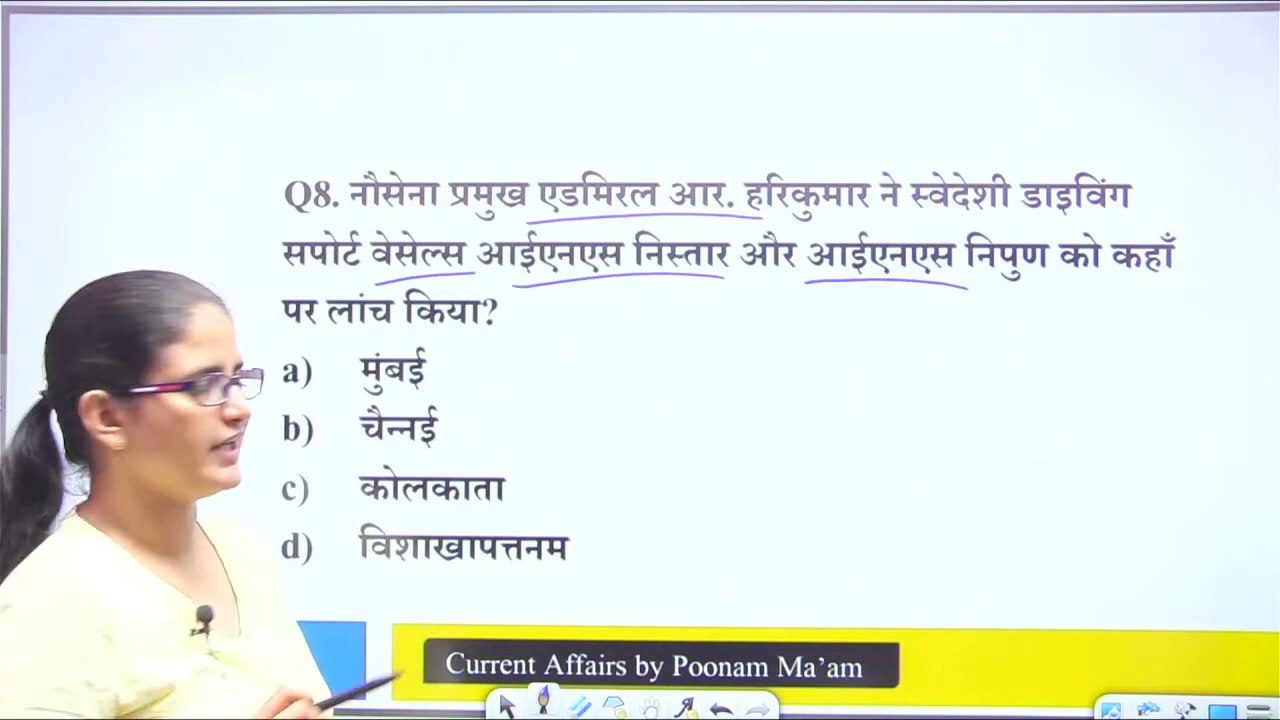 Q8. नौसेना प्रमुख एडमिरल आर. हरिकुमार ने स्वेदेशी डाइविंग
सपोर्ट वेसेल्स आईएनएस निस्तार और आईएनएस निपुण को कहाँ
पर लांच किया?
a) मुंबई
b) चैन्नई
c) कोलकाता
d) विशाखापत्तनम
Current Affairs by Poonam Ma'am